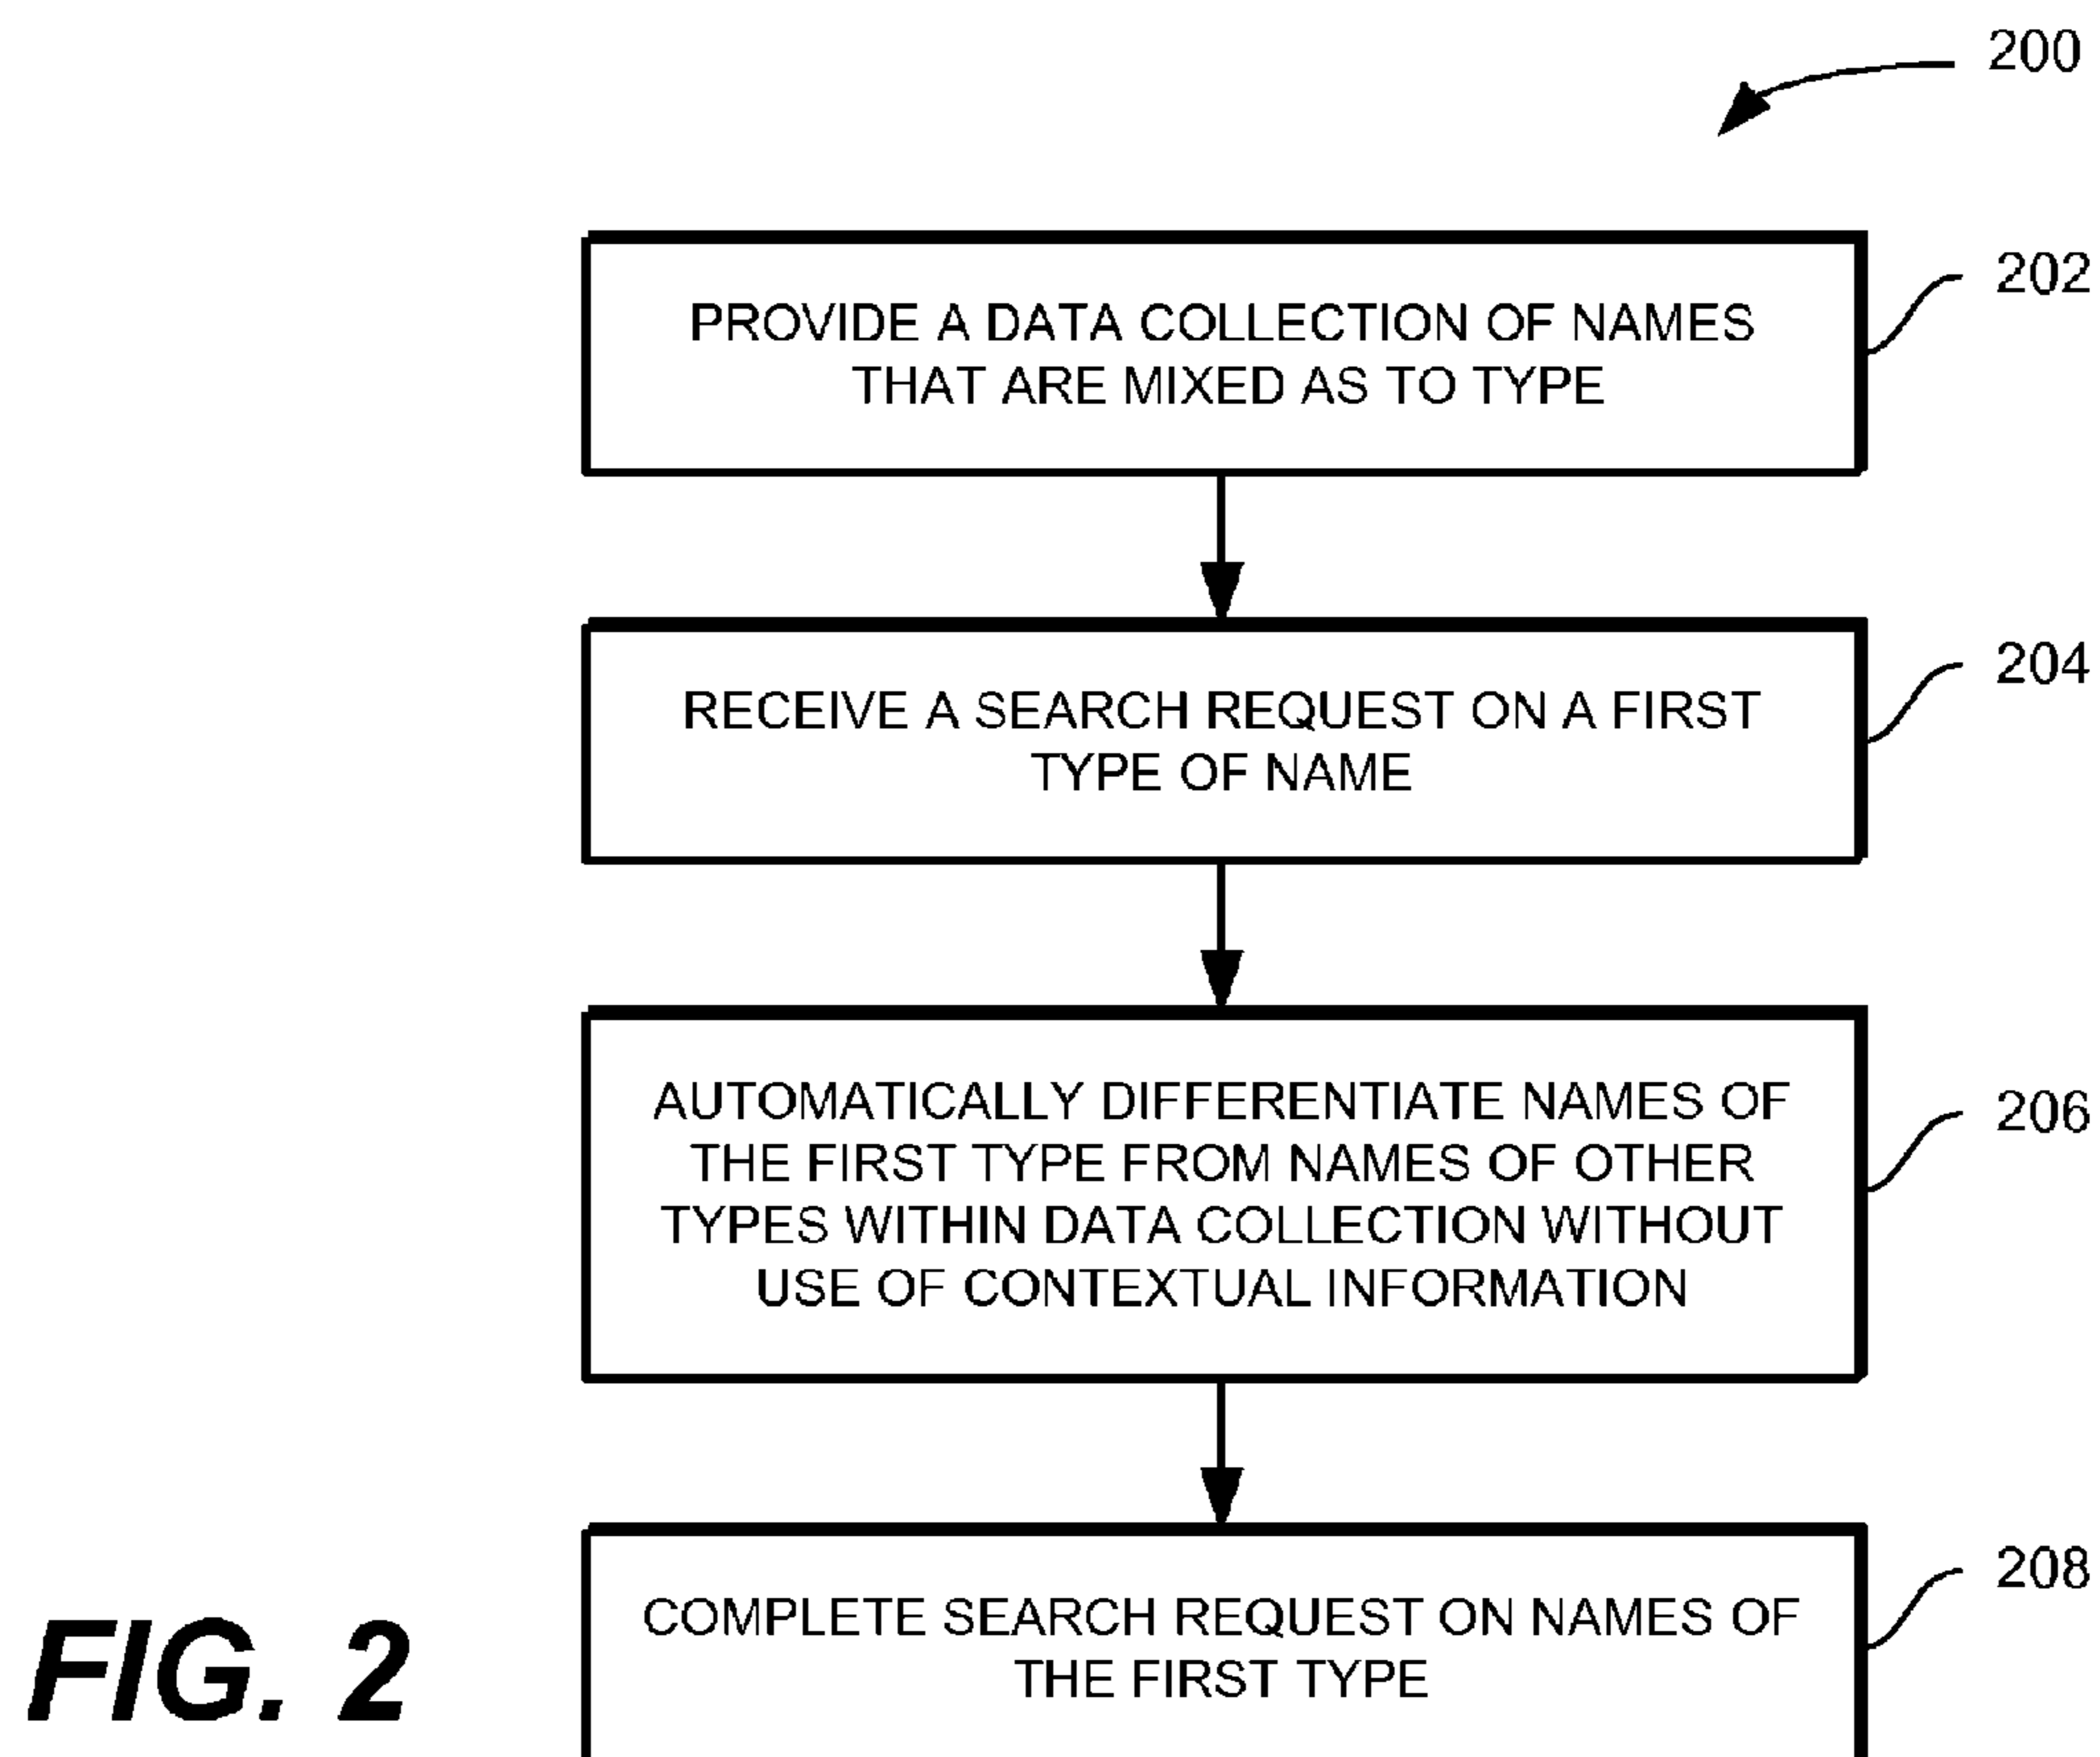 200
202
PROVIDE A DATA COLLECTION OF NAMES
THAT ARE MIXED AS TO TYPE
204
RECEIVE A SEARCH REQUEST ON A FIRST
TYPE OF NAME
206
AUTOMATICALLY DIFFERENTIATE NAMES OF
THE FIRST TYPE FROM NAMES OF OTHER
TYPES WITHIN DATA COLLECTION WITHOUT
USE OF CONTEXTUAL INFORMATION
208
COMPLETE SEARCH REQUEST ON NAMES OF
THE FIRST TYPE
FIG. 2